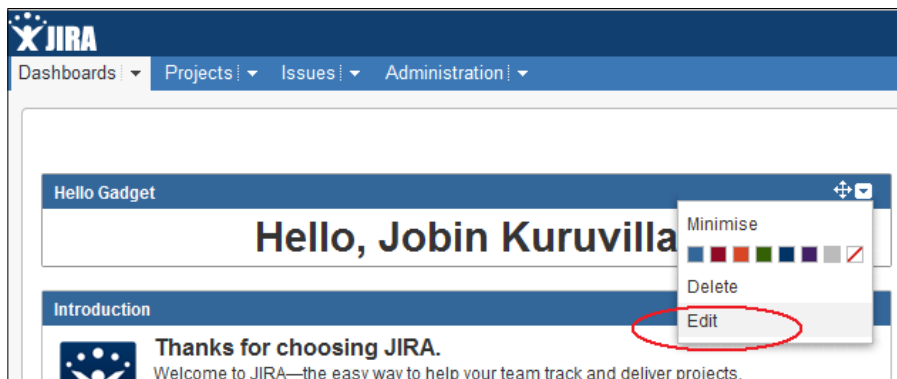 JIRA
Dashboards Projects Issues Administration
Hello Gadget
Hello, Jobin Kuruvilla
Minimise
Delete
Edit
Introduction
Thanks for choosing JIRA.
Welcome to JIRA—the easy way to help your team track and deliver projects.